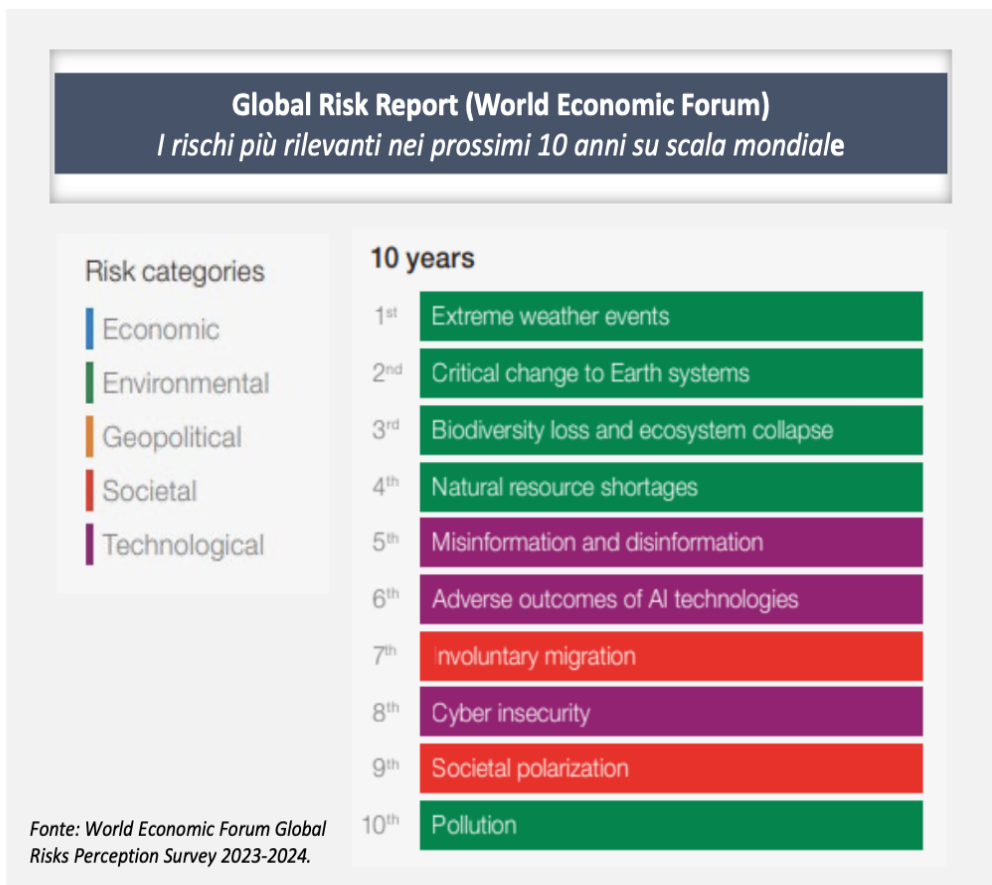 Global Risk Report (World Economic Forum)
I rischi più rilevanti nei prossimi 10 anni su scala mondiale
Risk categories
Economic
Environmental
Geopolitical
Societal
Technological
10 years
1st Extreme weather events
2nd Critical change to Earth systems
3rd Biodiversity loss and ecosystem collapse
4th Natural resource shortages
5th Misinformation and disinformation
6th Adverse outcomes of AI technologies
7th Involuntary migration
8th Cyber insecurity
9th Societal polarization
10th Pollution
Fonte: World Economic Forum Global
Risks Perception Survey 2023-2024.